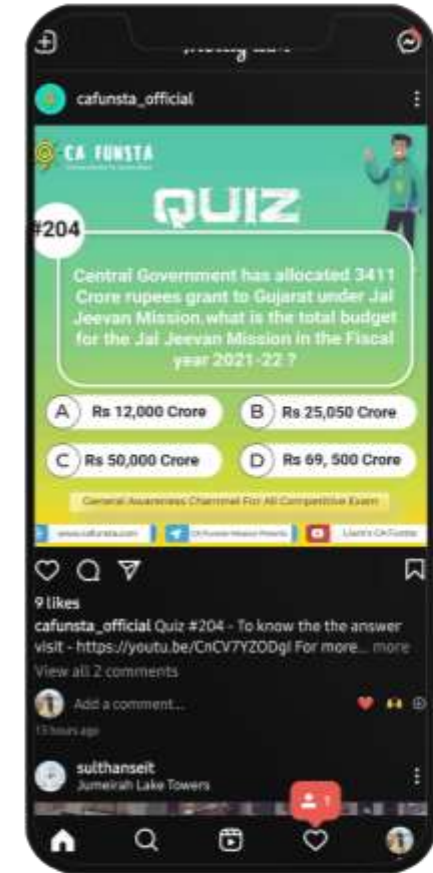 cafunsta_official
CA FUNSTA
QUIZ
#204
Central Government has allocated 3411
Crore rupees grant to Gujarat under Jal
Jeevan Mission,what is the total budget
for the Jal Jeevan Mission in the Fiscal
year 2021-22 ?
A Rs 12,000 Crore
B Rs 25,050 Crore
C Rs 50,000 Crore
D Rs 69, 500 Crore
General Awareness Channel For All Competitive Exam
www.cafunsta.com
9 likes
cafunsta_official Quiz #204 - To know the the answer
visit - https://youtu.be/CnCV7YZODgI For more... more
View all 2 comments
Add a comment...
13 hours ago
sulthanseit
Jumeirah Lake Towers
1